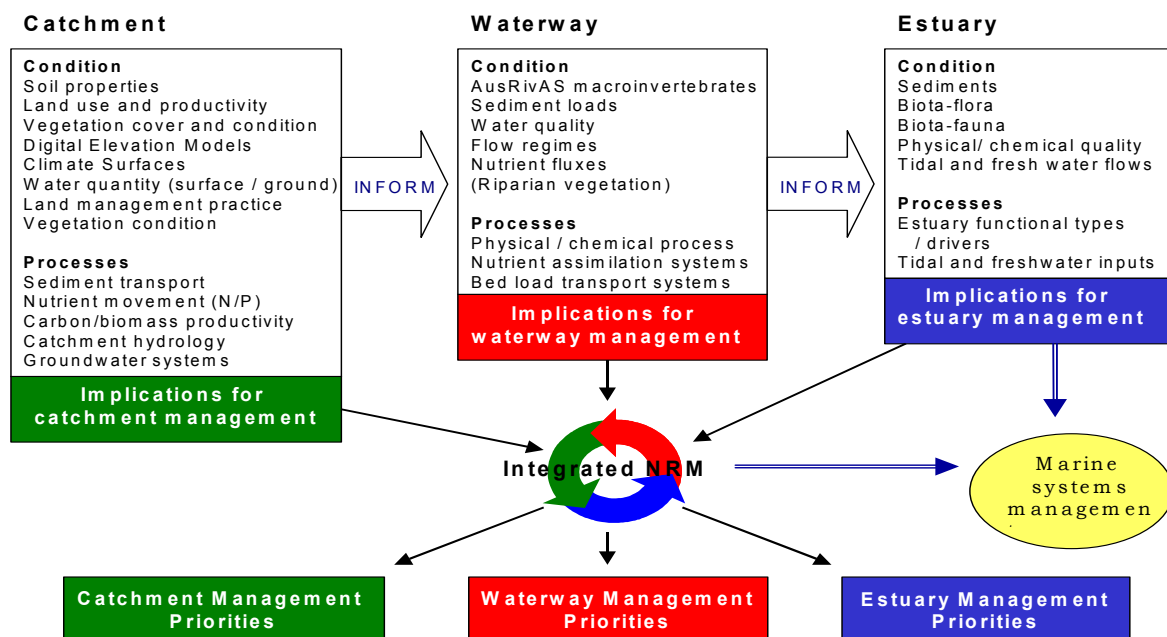 Catchment
Condition
Soil properties
Land use and productivity
Vegetation cover and condition
Digital Elevation Models
Climate Surfaces
Water quantity (surface / ground)
Land management practice
Vegetation condition
Processes
Sediment transport
Nutrient movement (N/P)
Carbon/biomass productivity
Catchment hydrology
Groundwater systems
Implications for
catchment management
INFORM
Waterway
Condition
AusRivAS macroinvertebrates
Sediment loads
Water quality
Flow regimes
Nutrient fluxes
(Riparian vegetation)
Processes
Physical / chemical process
Nutrient assimilation systems
Bed load transport systems
Implications for
waterway management
INFORM
Estuary
Condition
Sediments
Biota-flora
Biota-fauna
Physical/ chemical quality
Tidal and fresh water flows
Processes
Estuary functional types
/ drivers
Tidal and freshwater inputs
Implications for
estuary management
Integrated NRM
Marine
systems
managemen
Catchment Management
Priorities
Waterway Management
Priorities
Estuary Management
Priorities